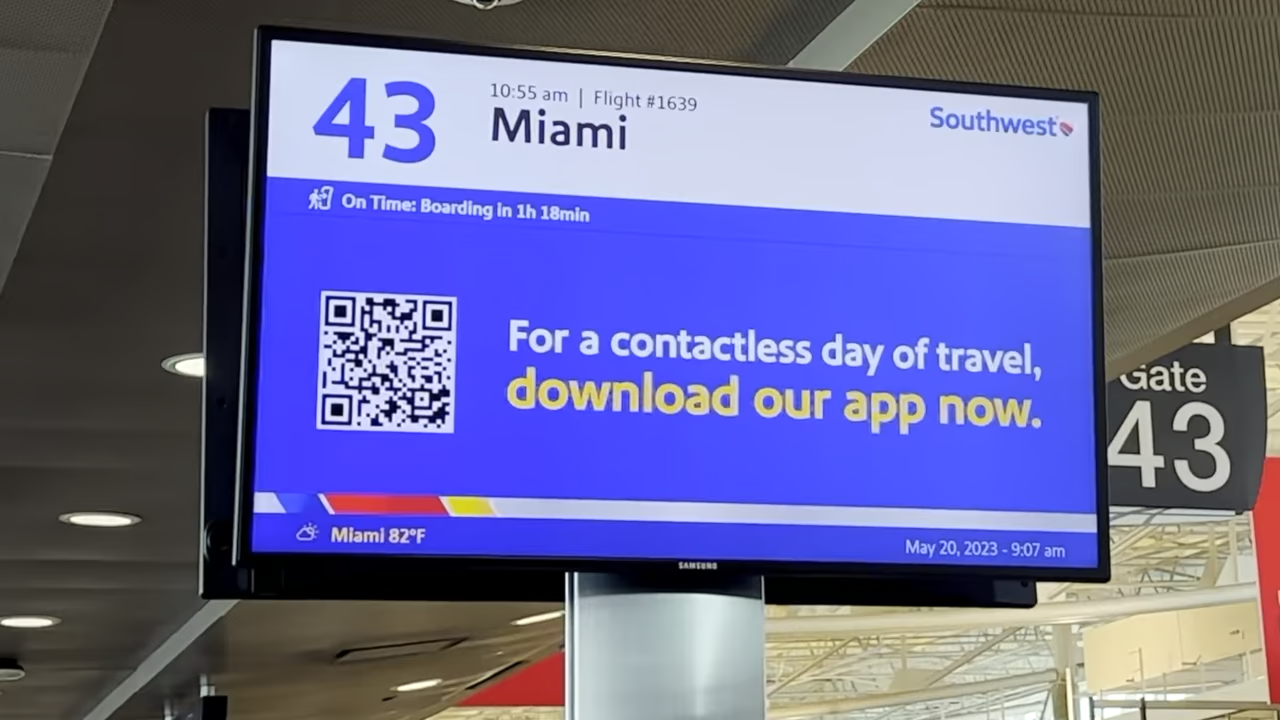 43
10:55 am | Flight #1639
Miami
Southwest
On Time: Boarding in 1h 18min
For a contactless day of travel,
download our app now.
Miami 82°F
May 20, 2023 - 9:07 am
SAMSUNG
Gate
43